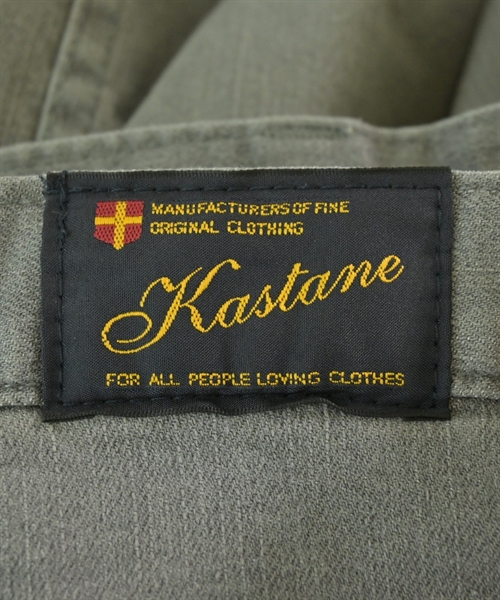 MANUFACTURERS OF FINE
ORIGINAL CLOTHING
Kastane
FOR ALL PEOPLE LOVING CLOTHES